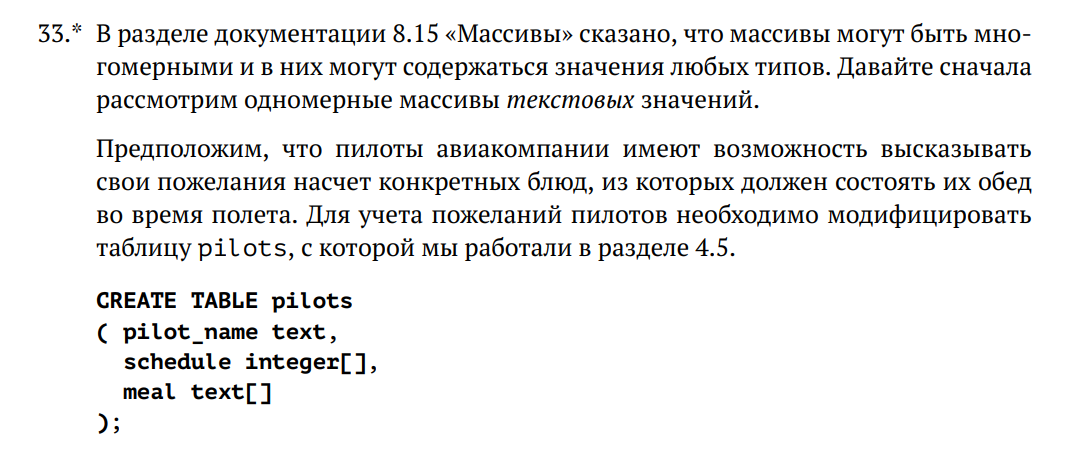 33.* В разделе документации 8.15 «Массивы» сказано, что массивы могут быть мно-
гомерными и в них могут содержаться значения любых типов. Давайте сначала
рассмотрим одномерные массивы текстовых значений.
Предположим, что пилоты авиакомпании имеют возможность высказывать
свои пожелания насчет конкретных блюд, из которых должен состоять их обед
во время полета. Для учета пожеланий пилотов необходимо модифицировать
таблицу pilots, с которой мы работали в разделе 4.5.
CREATE TABLE pilots
( pilot_name text,
  schedule integer[],
  meal text[]
);